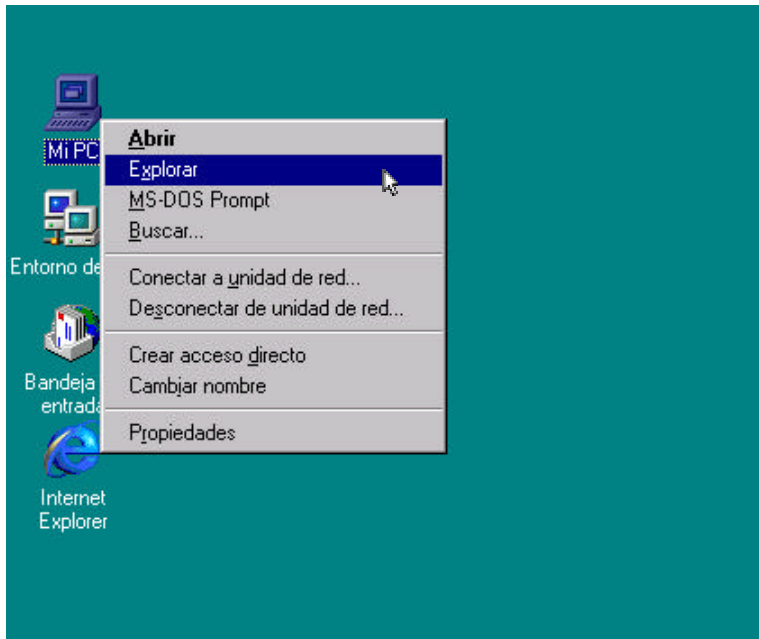 Mi PC
Abrir
Explorar
MS-DOS Prompt
Buscar...
Entorno de
Conectar a unidad de red...
Desconectar de unidad de red...
Crear acceso directo
Cambiar nombre
Bandeja
entrada
Propiedades
Internet
Explorer